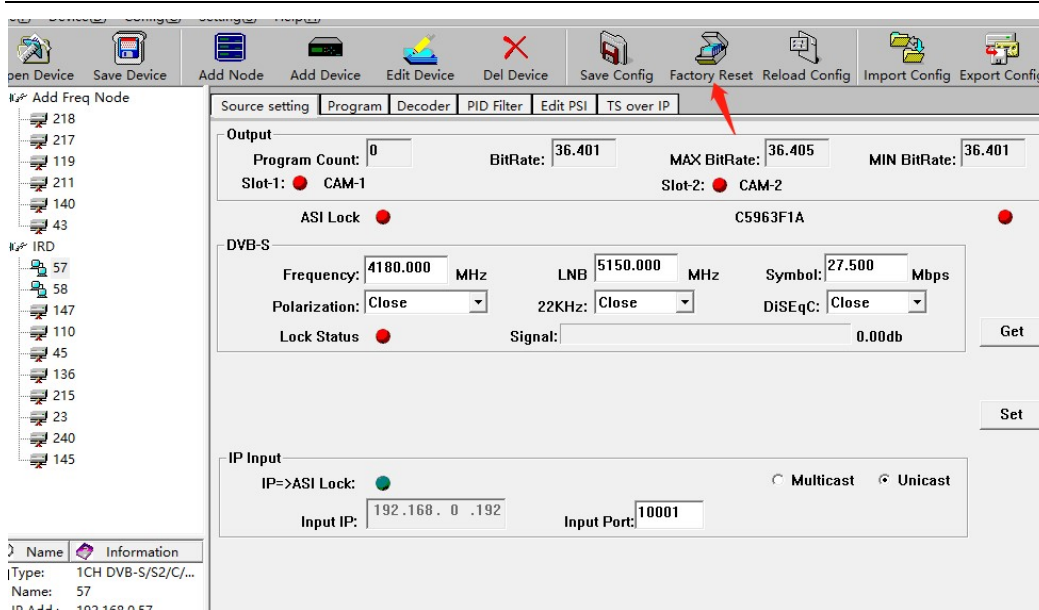 Open Device Save Device Add Node Add Device Edit Device Del Device Save Config Factory Reset Reload Config Import Config Export Config
Add Freq Node
218
217
119
211
140
43
IRD
57
58
147
110
45
136
215
23
240
145
Name Information
Type: 1CH DVB-S/S2/C/...
Name: 57
Source setting Program Decoder PID Filter Edit PSI TS over IP
Output
Program Count: 0 BitRate: 36.401 MAX BitRate: 36.405 MIN BitRate: 36.401
Slot-1: CAM-1 Slot-2: CAM-2
ASI Lock C5963F1A
DVB-S
Frequency: 4180.000 MHz LNB 5150.000 MHz Symbol: 27.500 Mbps
Polarization: Close 22KHz: Close DiSEqC: Close
Lock Status Signal: 0.00db
Get
Set
IP Input
IP=>ASI Lock: Multicast Unicast
Input IP: 192.168. 0 .192 Input Port: 10001